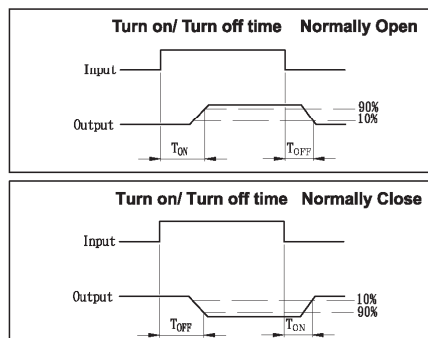 Turn on/ Turn off time Normally Open
Input
Output
90%
10%
TON
TOFF
Turn on/ Turn off time Normally Close
Input
Output
10%
90%
TOFF
TON